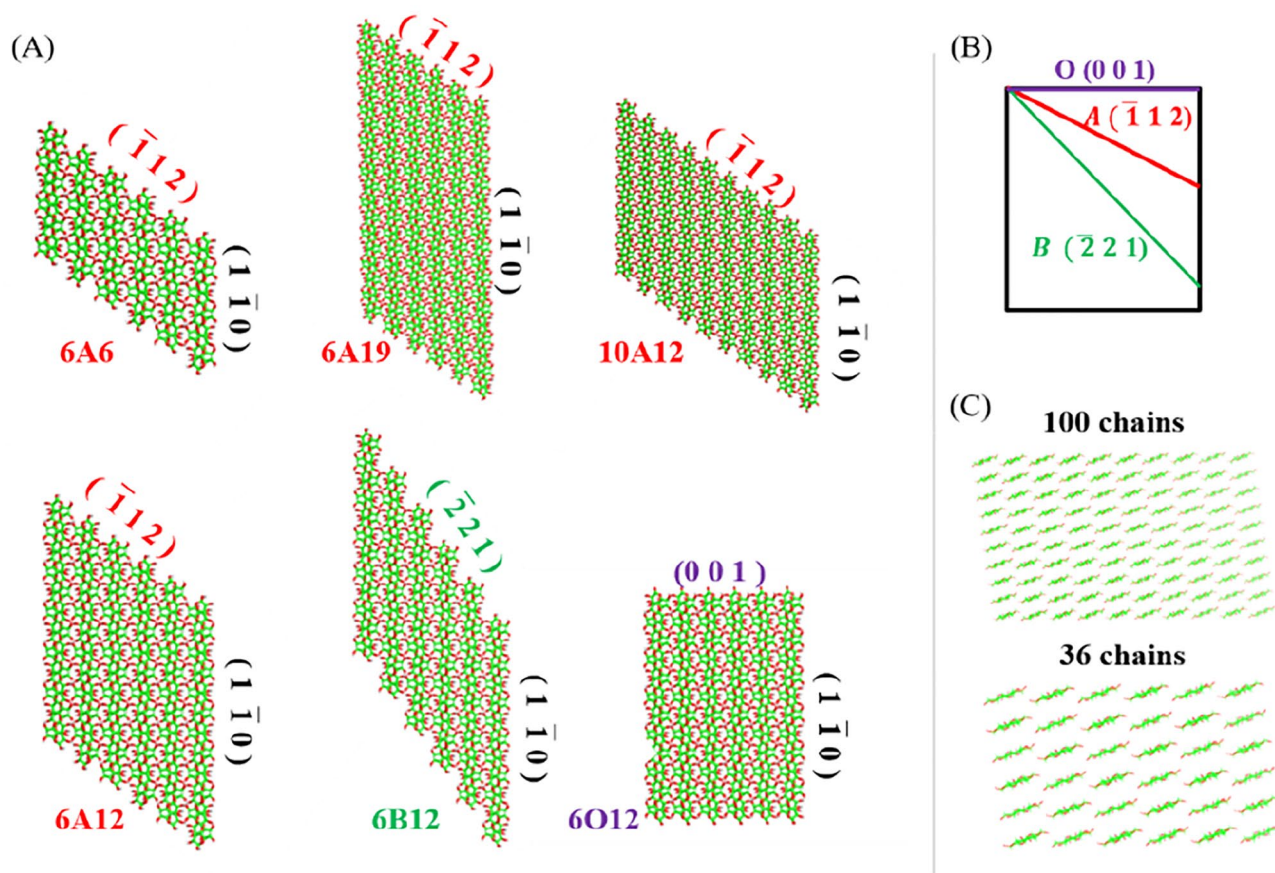 (A)
(1̅ 1 2)
(1 1̅ 0)
6A6
(1̅ 1 2)
(1 1̅ 0)
6A19
(1̅ 1 2)
(1 1̅ 0)
10A12
(1̅ 1 2)
(1 1̅ 0)
6A12
(2̅ 2 1)
(1 1̅ 0)
6B12
(0 0 1)
(1 1̅ 0)
6O12
(B)
O (0 0 1)
A (1̅ 1 2)
B (2̅ 2 1)
(C)
100 chains
36 chains